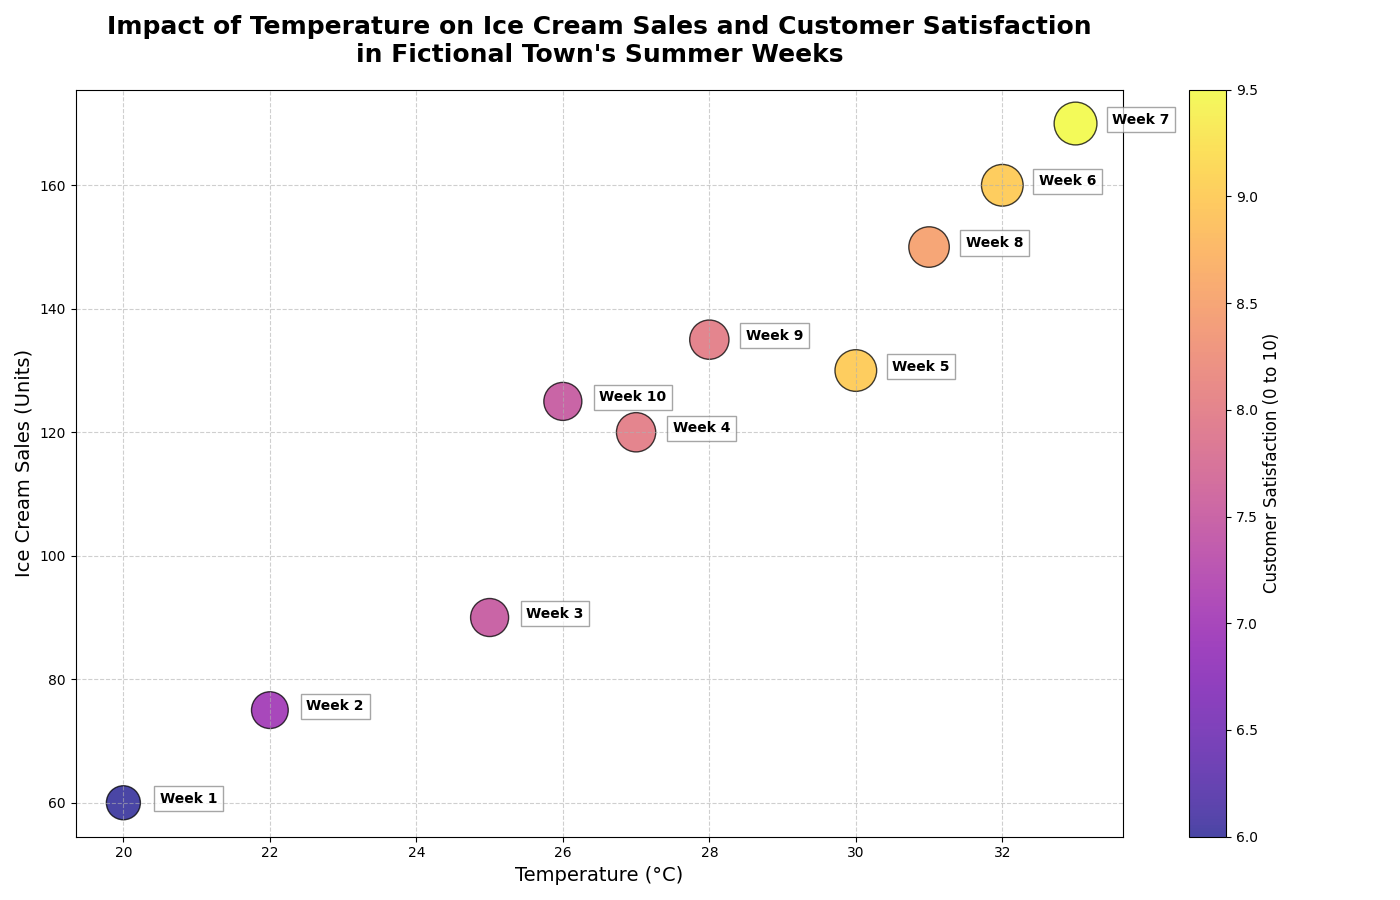 Impact of Temperature on Ice Cream Sales and Customer Satisfaction
in Fictional Town's Summer Weeks
Ice Cream Sales (Units)
160
140
120
100
80
60
Week 7
Week 6
Week 8
Week 9
Week 5
Week 10
Week 4
Week 3
Week 2
Week 1
20
22
24
26
28
30
32
Temperature (°C)
9.5
9.0
8.5
8.0
7.5
7.0
6.5
6.0
Customer Satisfaction (0 to 10)